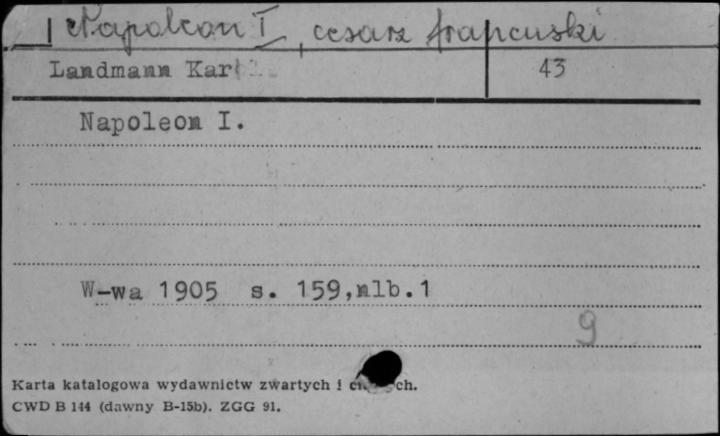 Napoleon I, cesarz francuski
Landmann Karl
43
Napoleon I.
W-wa 1905 s. 159,nlb.1
9
Karta katalogowa wydawnictw zwartych i
CWD B 144 (dawny B-15b). ZGG 91.